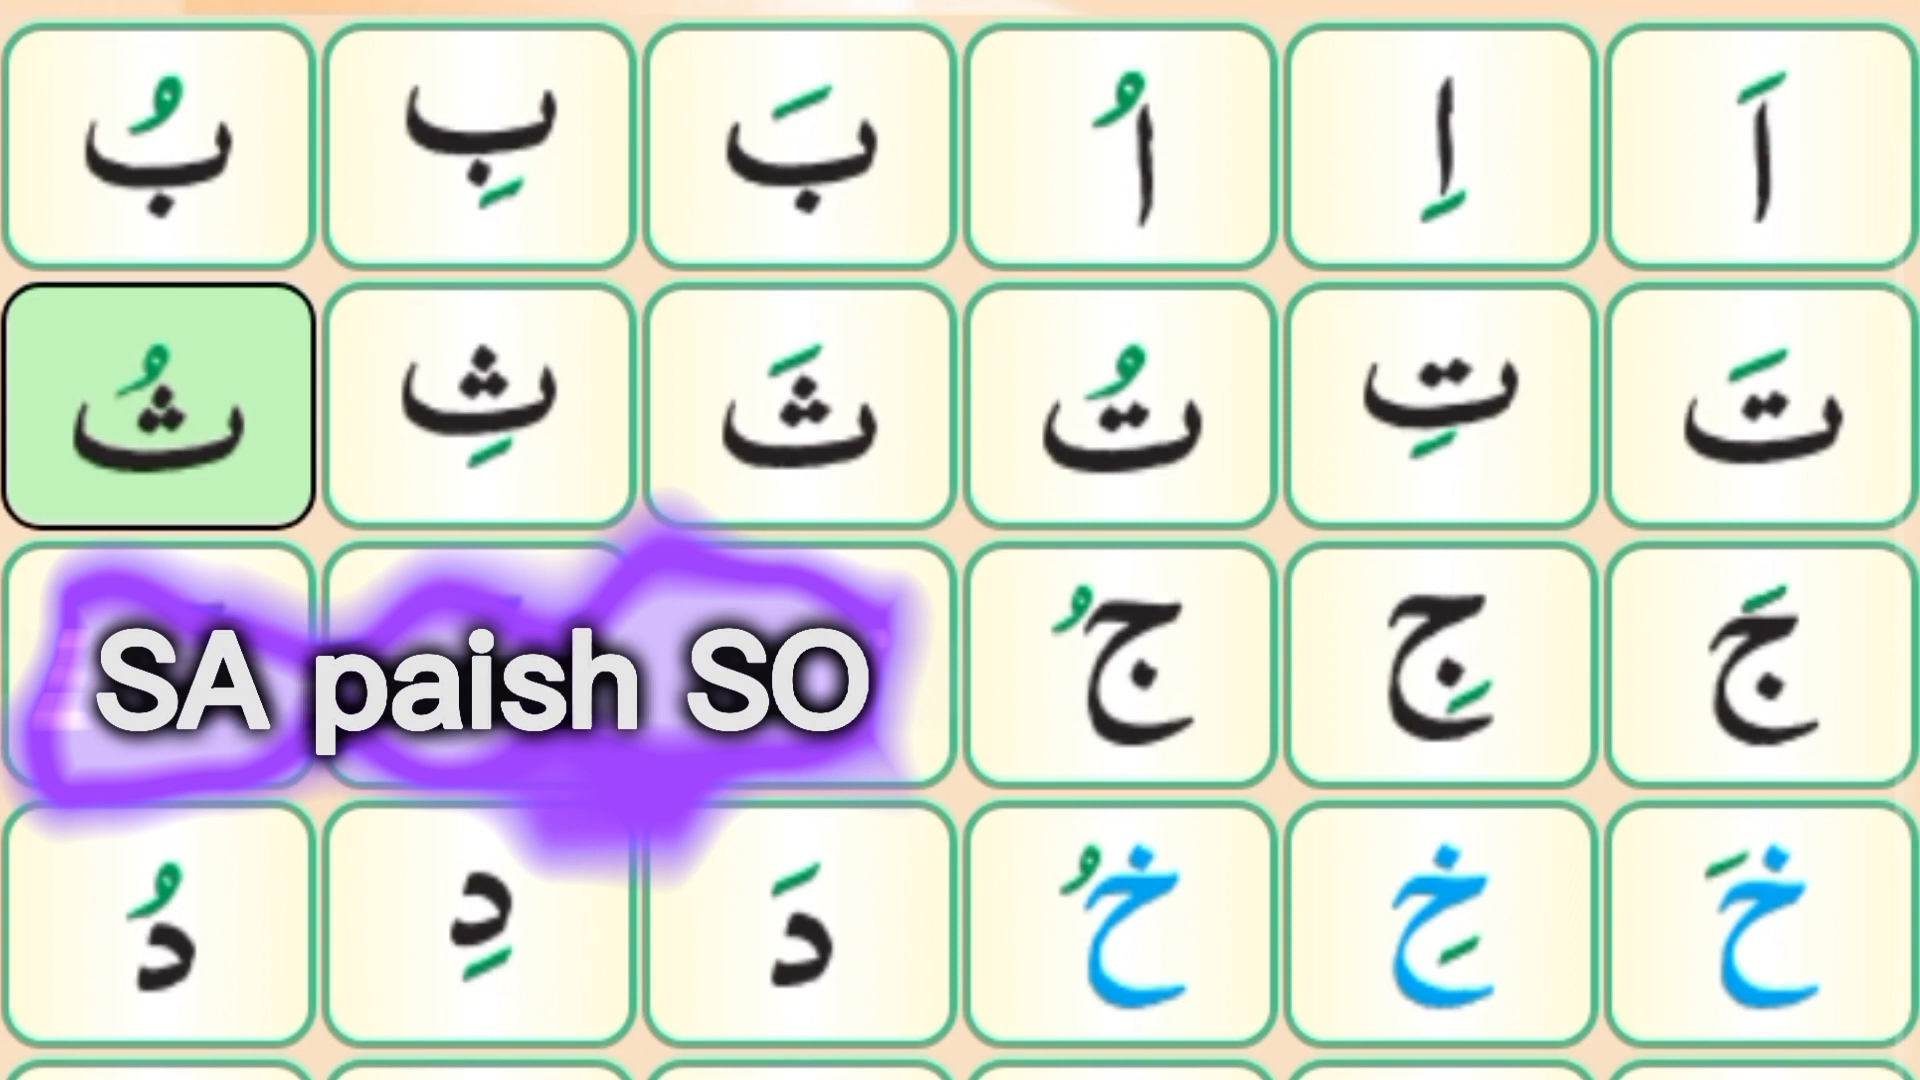 اَ اِ اُ بَ بِ بُ
تَ تِ تُ ثَ ثِ ثُ
جَ جِ جُ
SA paish SO
خَ خِ خُ دَ دِ دُ